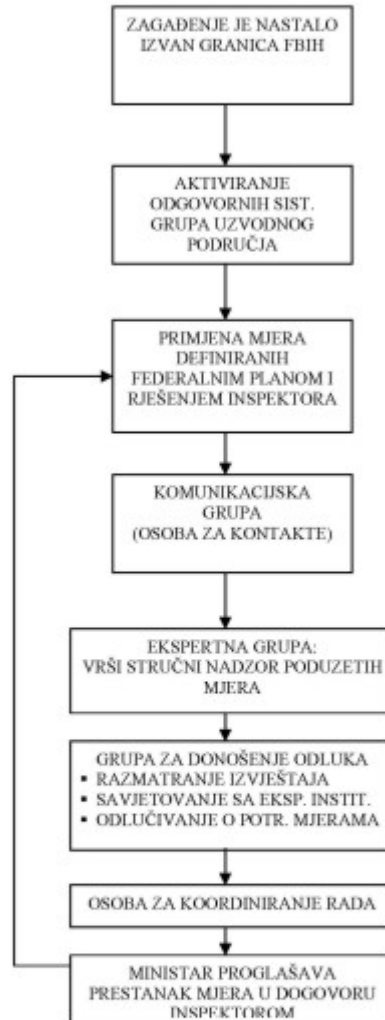 ZAGAĐENJE JE NASTALO
IZVAN GRANICA FBIH
AKTIVIRANJE
ODGOVORNIH SIST.
GRUPA UZVODNOG
PODRUČJA
PRIMJENA MJERA
DEFINIRANIH
FEDERALNIM PLANOM I
RJEŠENJEM INSPEKTORA
KOMUNIKACIJSKA
GRUPA
(OSOBA ZA KONTAKTE)
EKSPERTNA GRUPA:
VRŠI STRUČNI NADZOR PODUZETIH
MJERA
GRUPA ZA DONOŠENJE ODLUKA
▪ RAZMATRANJE IZVJEŠTAJA
▪ SAVJETOVANJE SA EKSP. INSTIT.
▪ ODLUČIVANJE O POTR. MJERAMA
OSOBA ZA KOORDINIRANJE RADA
MINISTAR PROGLAŠAVA
PRESTANAK MJERA U DOGOVORU
INSPEKTOROM